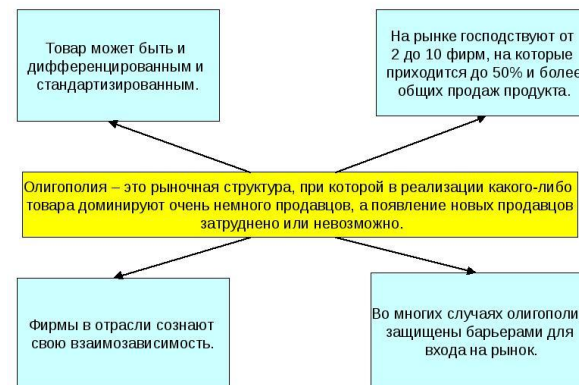 Товар может быть и
дифференцированным и
стандартизированным.
На рынке господствуют от
2 до 10 фирм, на которые
приходится до 50% и более
общих продаж продукта.
Олигополия – это рыночная структура, при которой в реализации какого-либо
товара доминируют очень немного продавцов, а появление новых продавцов
затруднено или невозможно.
Фирмы в отрасли сознают
свою взаимозависимость.
Во многих случаях олигополи
защищены барьерами для
входа на рынок.